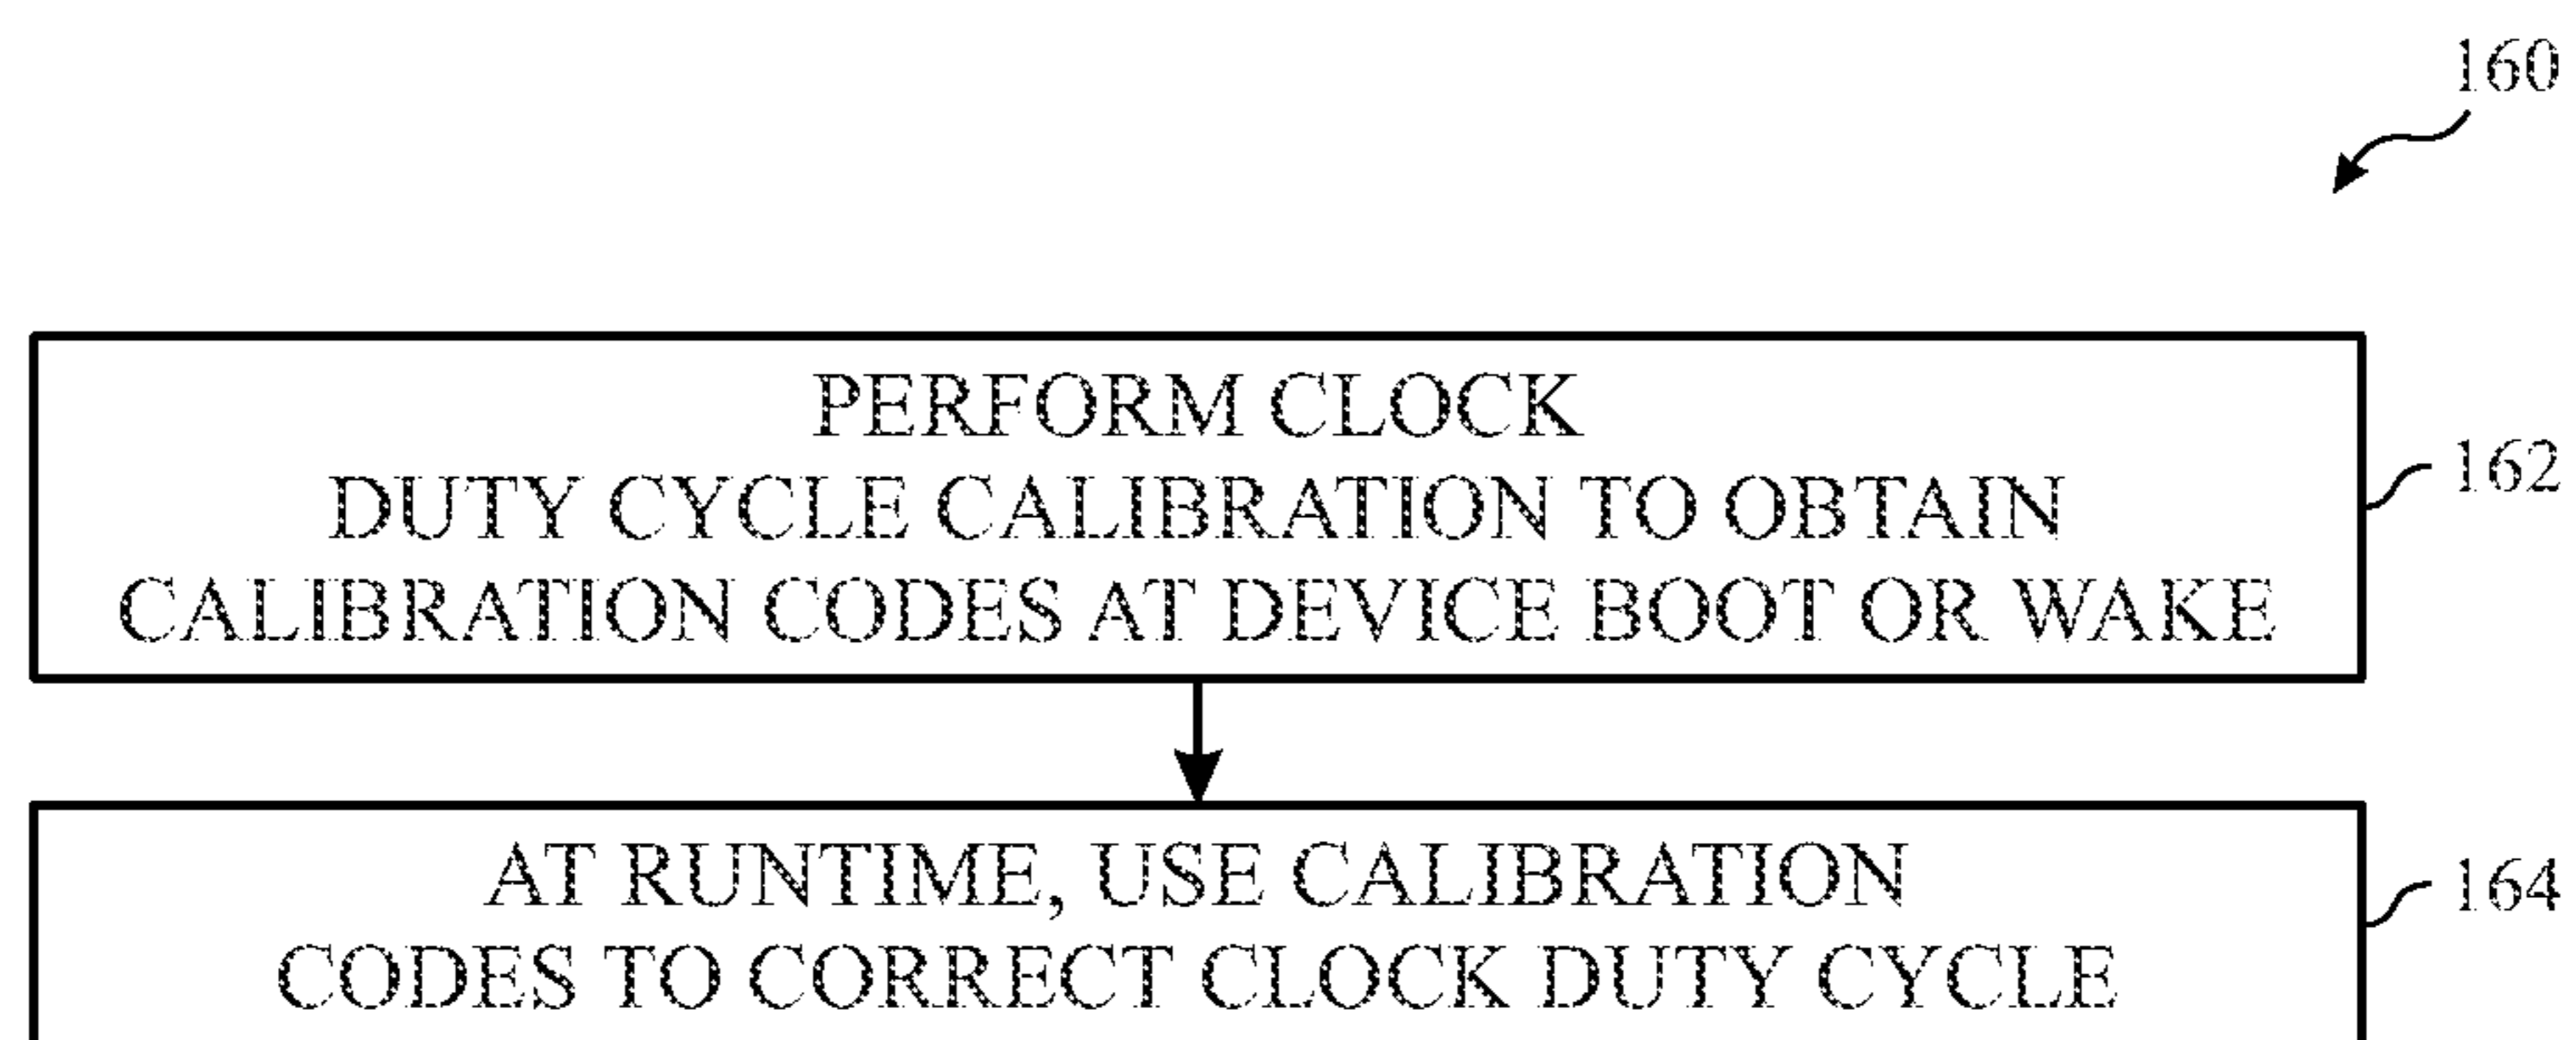 160
PERFORM CLOCK
DUTY CYCLE CALIBRATION TO OBTAIN
CALIBRATION CODES AT DEVICE BOOT OR WAKE
162
AT RUNTIME, USE CALIBRATION
CODES TO CORRECT CLOCK DUTY CYCLE
164